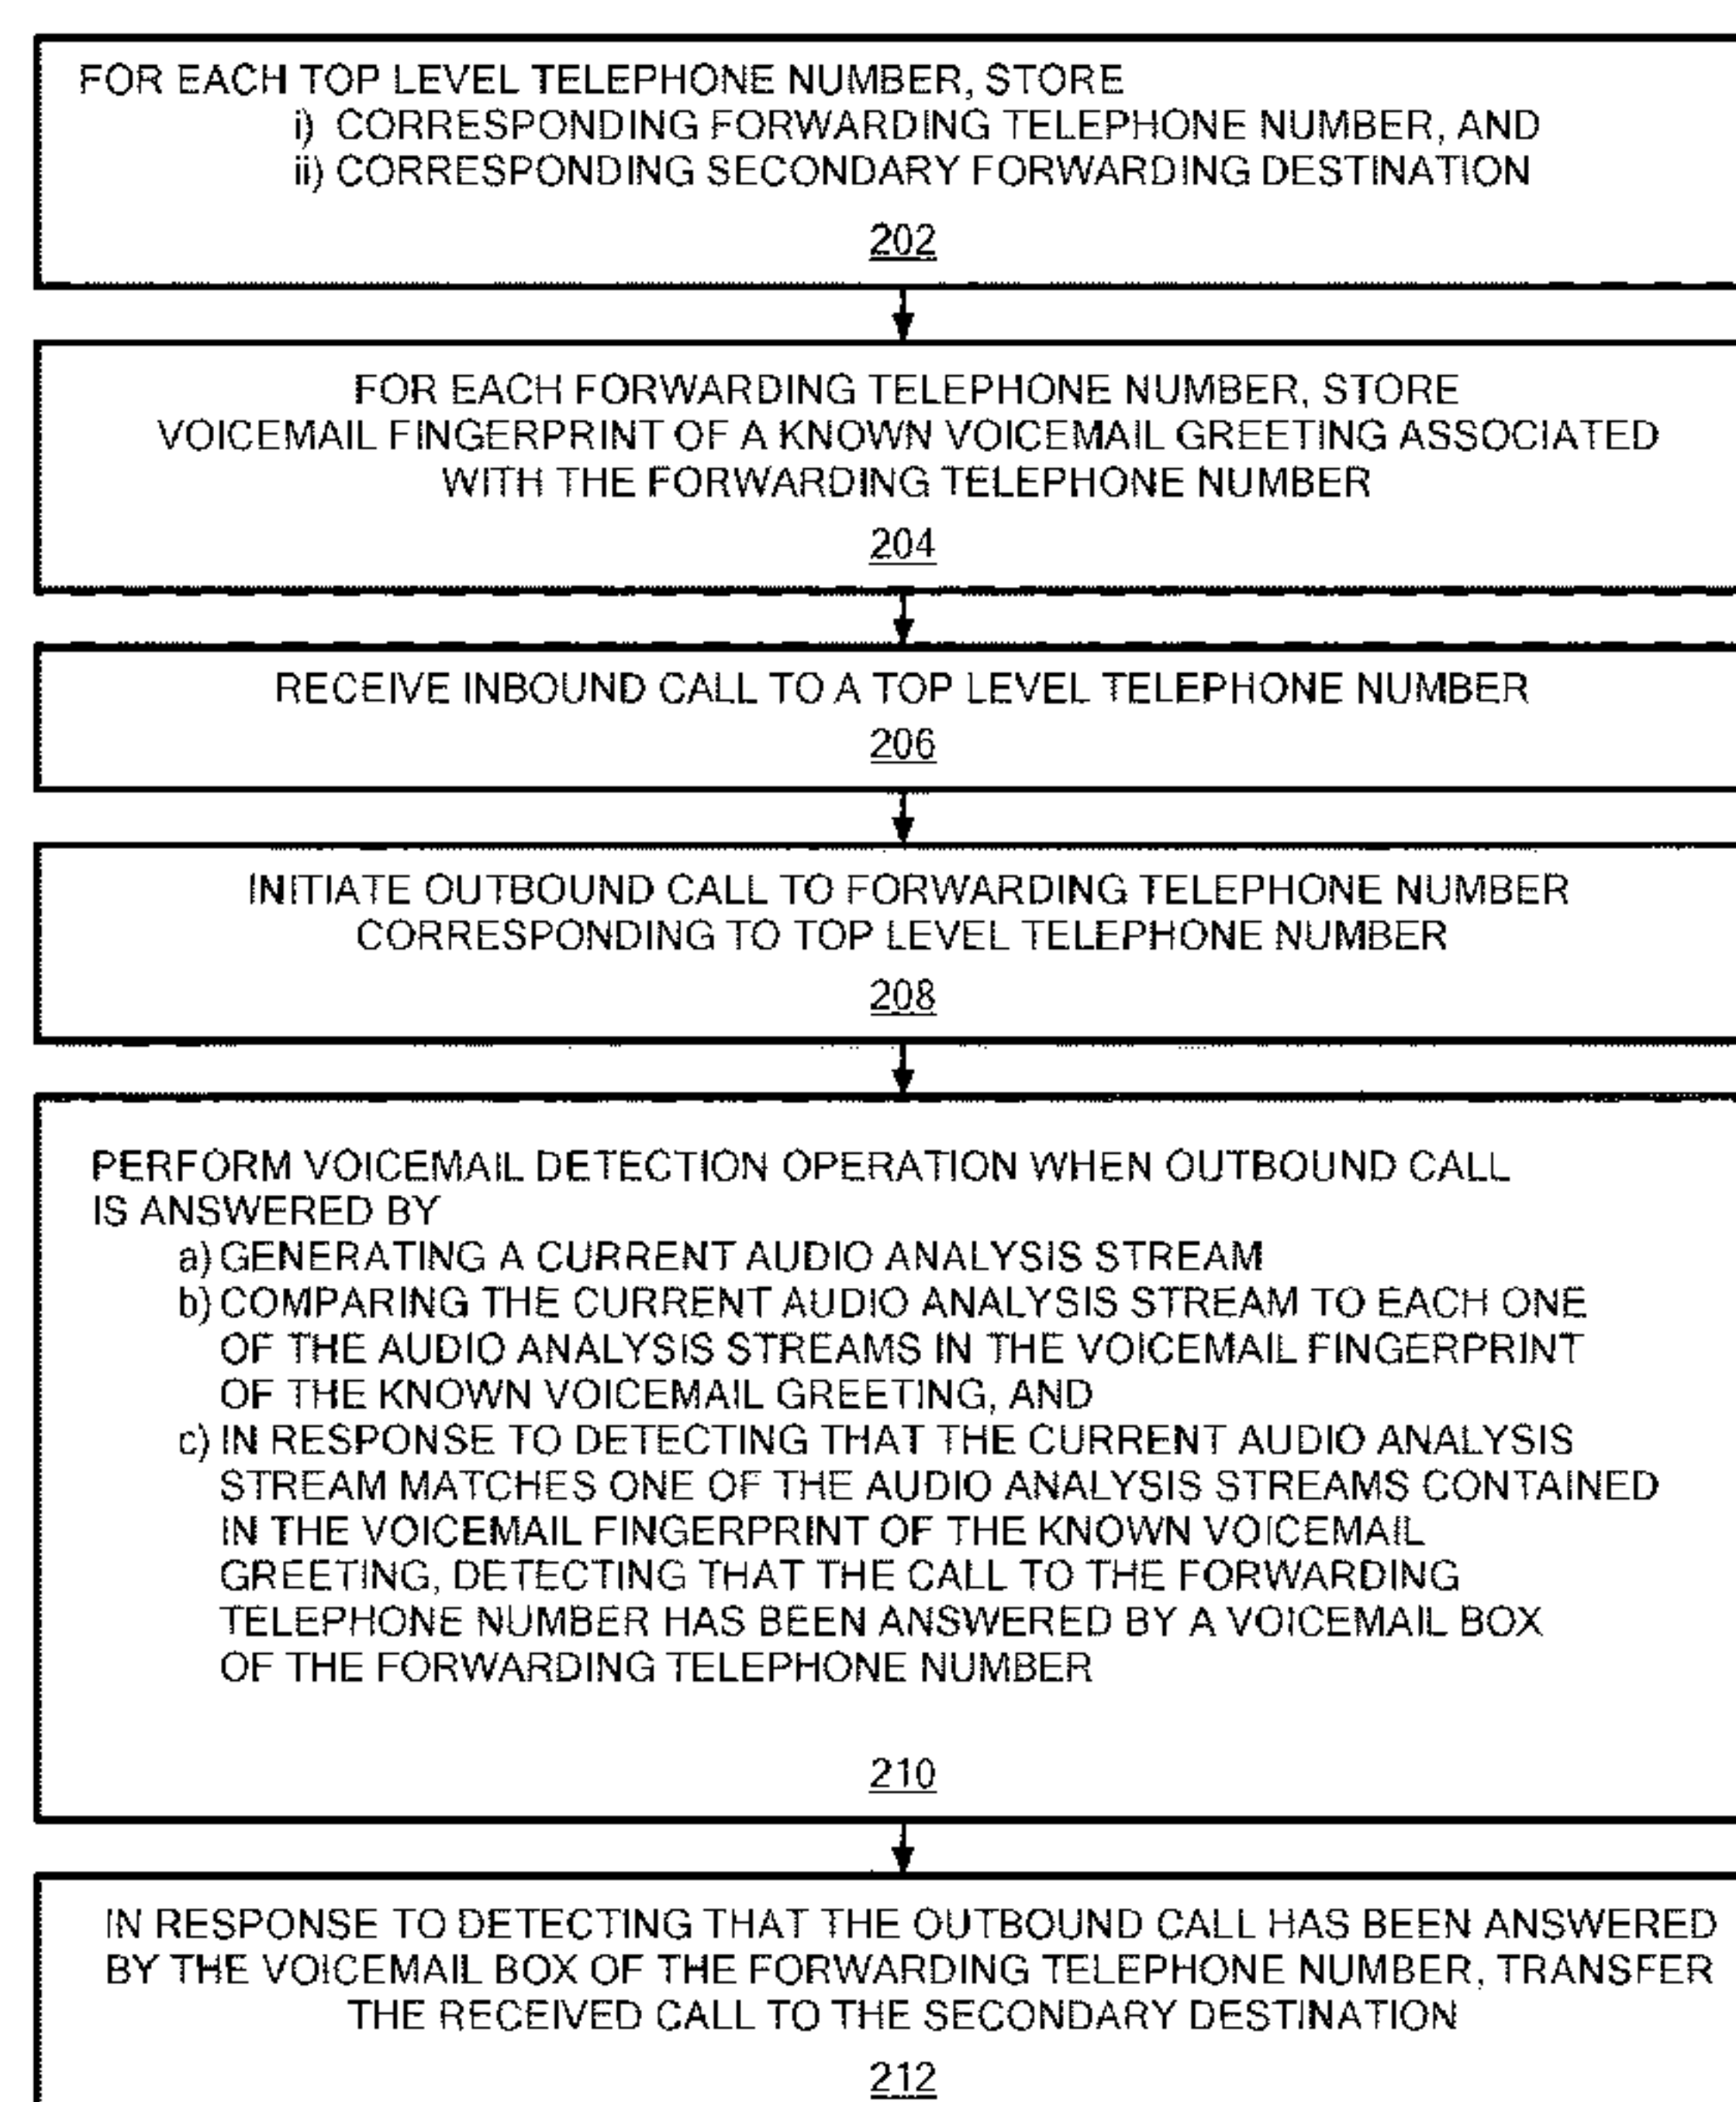 FOR EACH TOP LEVEL TELEPHONE NUMBER, STORE
i) CORRESPONDING FORWARDING TELEPHONE NUMBER, AND
ii) CORRESPONDING SECONDARY FORWARDING DESTINATION
202
FOR EACH FORWARDING TELEPHONE NUMBER, STORE
VOICEMAIL FINGERPRINT OF A KNOWN VOICEMAIL GREETING ASSOCIATED
WITH THE FORWARDING TELEPHONE NUMBER
204
RECEIVE INBOUND CALL TO A TOP LEVEL TELEPHONE NUMBER
206
INITIATE OUTBOUND CALL TO FORWARDING TELEPHONE NUMBER
CORRESPONDING TO TOP LEVEL TELEPHONE NUMBER
208
PERFORM VOICEMAIL DETECTION OPERATION WHEN OUTBOUND CALL
IS ANSWERED BY
a) GENERATING A CURRENT AUDIO ANALYSIS STREAM
b) COMPARING THE CURRENT AUDIO ANALYSIS STREAM TO EACH ONE
OF THE AUDIO ANALYSIS STREAMS IN THE VOICEMAIL FINGERPRINT
OF THE KNOWN VOICEMAIL GREETING, AND
c) IN RESPONSE TO DETECTING THAT THE CURRENT AUDIO ANALYSIS
STREAM MATCHES ONE OF THE AUDIO ANALYSIS STREAMS CONTAINED
IN THE VOICEMAIL FINGERPRINT OF THE KNOWN VOICEMAIL
GREETING, DETECTING THAT THE CALL TO THE FORWARDING
TELEPHONE NUMBER HAS BEEN ANSWERED BY A VOICEMAIL BOX
OF THE FORWARDING TELEPHONE NUMBER
210
IN RESPONSE TO DETECTING THAT THE OUTBOUND CALL HAS BEEN ANSWERED
BY THE VOICEMAIL BOX OF THE FORWARDING TELEPHONE NUMBER, TRANSFER
THE RECEIVED CALL TO THE SECONDARY DESTINATION
212